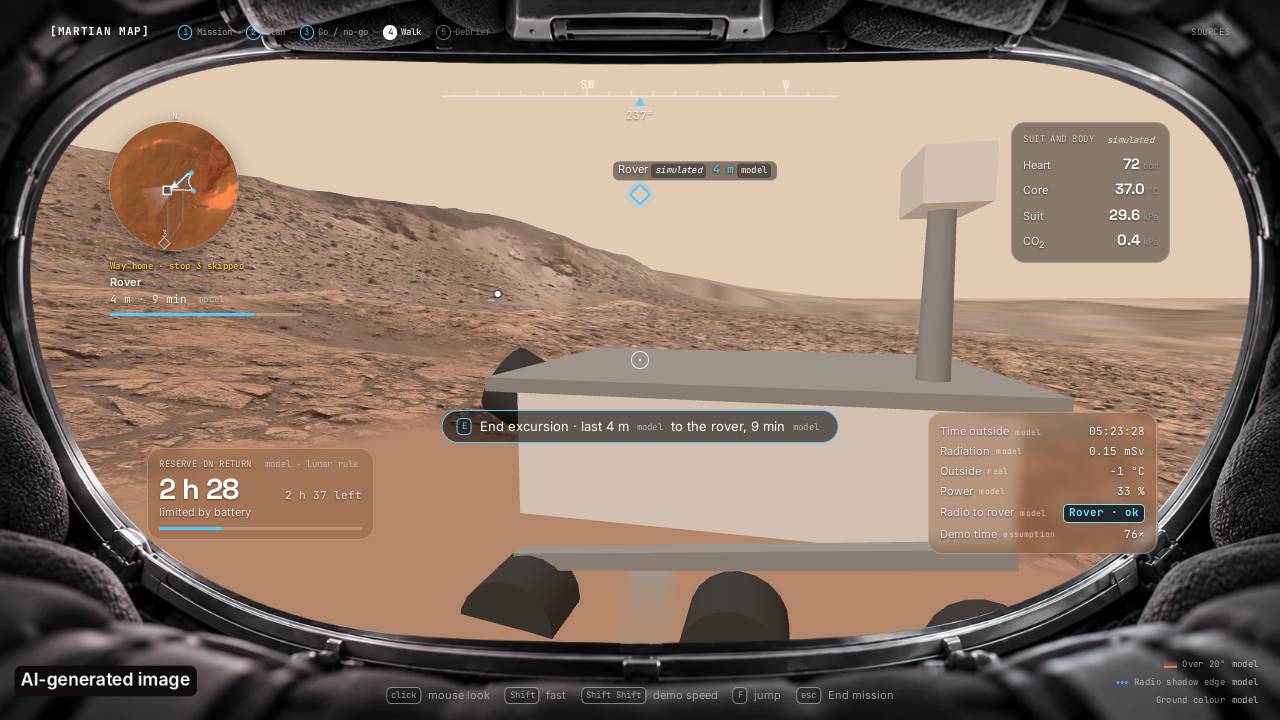 [MARTIAN MAP]
1 Mission 2 Plan 3 Go / no-go 4 Walk 5 Debrief
SOURCES
SW W
237°
N
Rover simulated 4 m model
SUIT AND BODY simulated
Heart 72 bpm
Core 37.0 °C
Suit 29.6 kPa
CO2 0.4 kPa
3
Way home · stop 3 skipped
Rover
4 m · 9 min model
E End excursion · last 4 m model to the rover, 9 min model
RESERVE ON RETURN model · lunar rule
2 h 28 2 h 37 left
limited by battery
Time outside model 05:23:28
Radiation model 0.15 mSv
Outside real -1 °C
Power model 33 %
Radio to rover model Rover · ok
Demo time assumption 76×
AI-generated image
click mouse look Shift fast Shift Shift demo speed F jump esc End mission
Over 20° model
Radio shadow edge model
Ground colour model